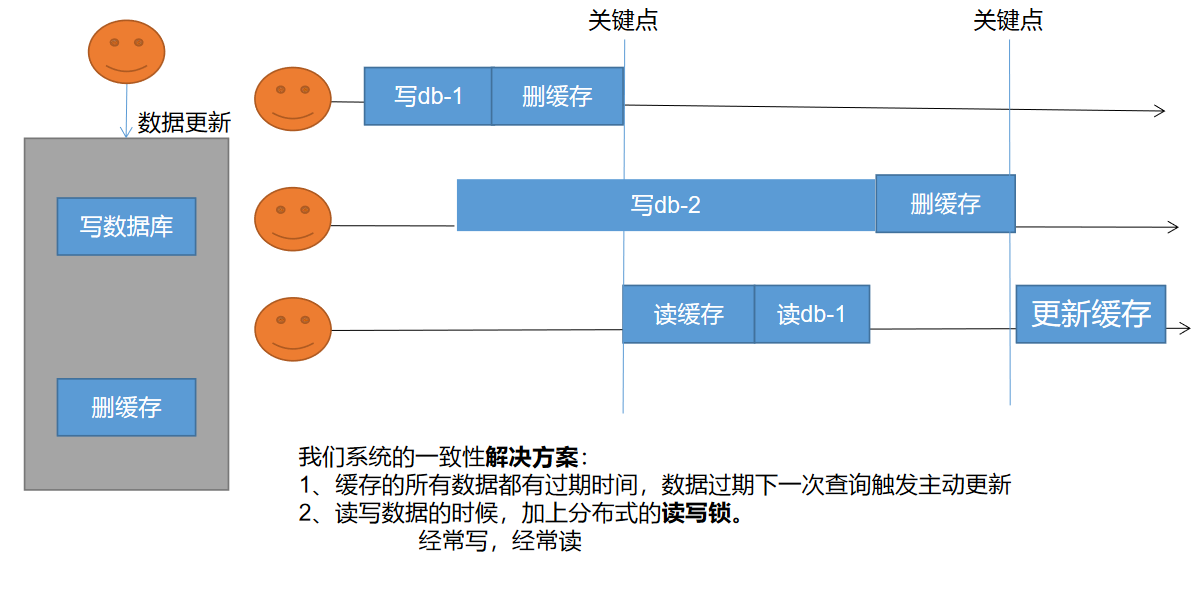 关键点
关键点
数据更新
写数据库
删缓存
写db-1
删缓存
写db-2
删缓存
读缓存
读db-1
更新缓存
我们系统的一致性解决方案：
1、缓存的所有数据都有过期时间，数据过期下一次查询触发主动更新
2、读写数据的时候，加上分布式的读写锁。
经常写，经常读